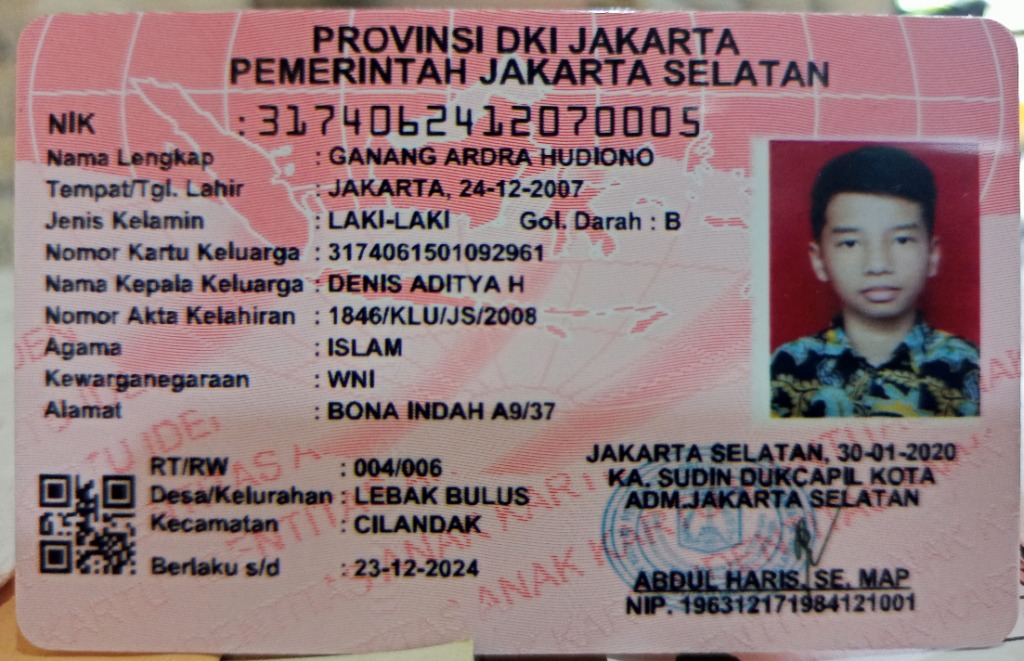 PROVINSI DKI JAKARTA
PEMERINTAH JAKARTA SELATAN
NIK : 3174062412070005
Nama Lengkap : GANANG ARDRA HUDIONO
Tempat/Tgl. Lahir : JAKARTA, 24-12-2007
Jenis Kelamin : LAKI-LAKI Gol. Darah : B
Nomor Kartu Keluarga : 3174061501092961
Nama Kepala Keluarga : DENIS ADITYA H
Nomor Akta Kelahiran : 1846/KLU/JS/2008
Agama : ISLAM
Kewarganegaraan : WNI
Alamat : BONA INDAH A9/37
RT/RW : 004/006
Desa/Kelurahan : LEBAK BULUS
Kecamatan : CILANDAK
Berlaku s/d : 23-12-2024
JAKARTA SELATAN, 30-01-2020
KA. SUDIN DUKCAPIL KOTA
ADM.JAKARTA SELATAN
ABDUL HARIS, SE. MAP
NIP. 196312171984121001